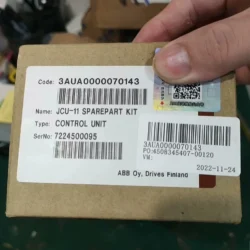 Code: 3AUA0000070143
Name: JCU-11 SPAREPART KIT
Type: CONTROL UNIT
SerNo: 7224500095
3AUA0000070143
PO:4508345407-00120
VM:
2022-11-24
ABB Oy, Drives Finland